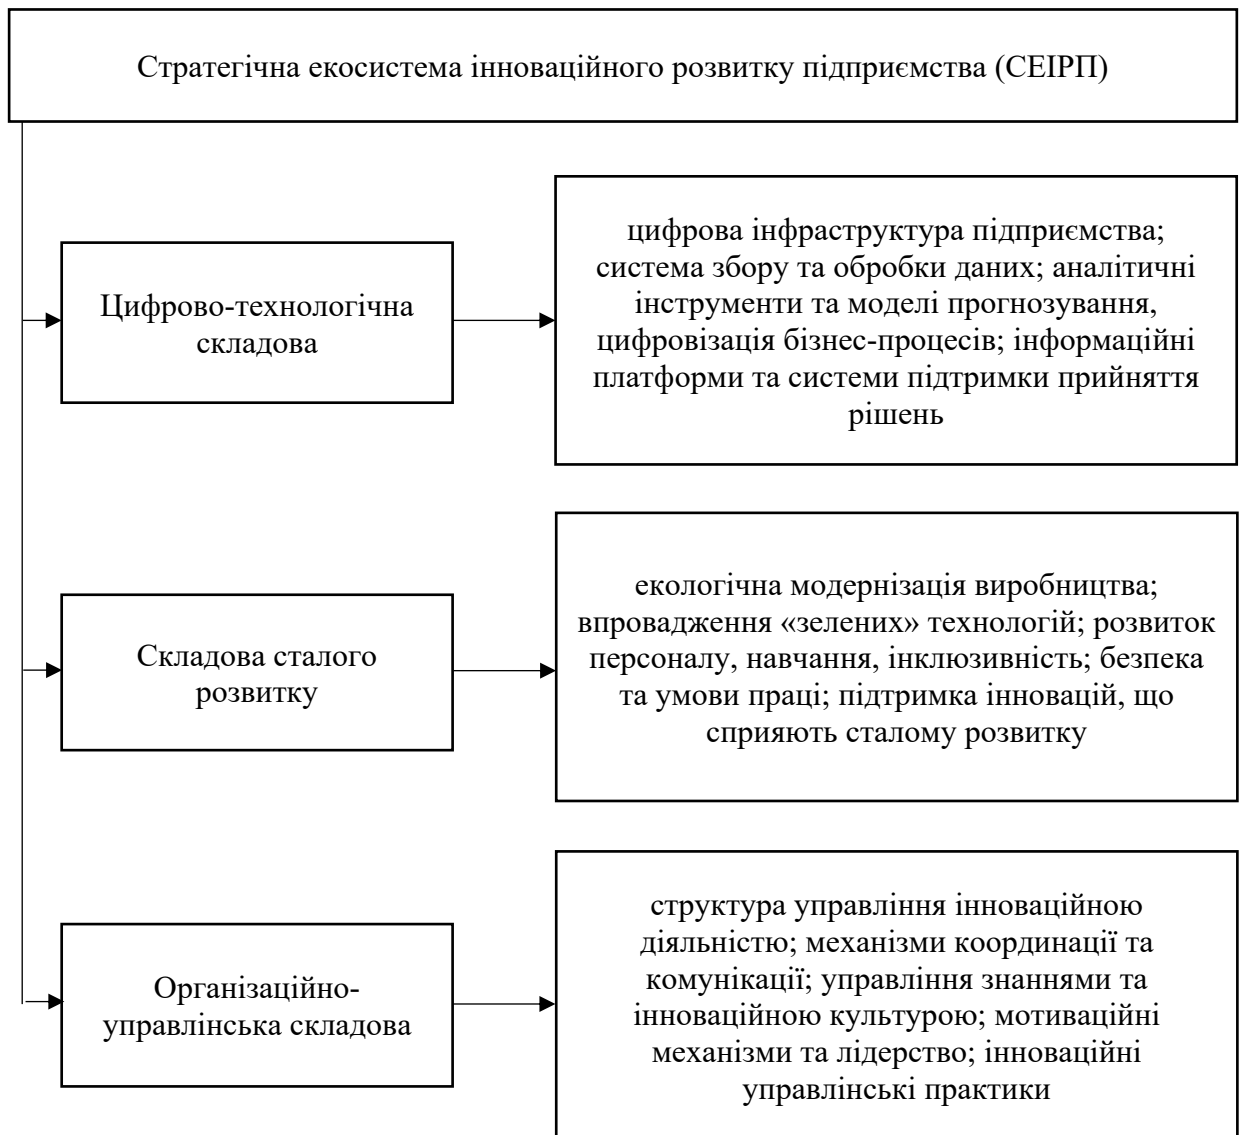 Стратегічна екосистема інноваційного розвитку підприємства (СЕІРП)
Цифрово-технологічна
складова
цифрова інфраструктура підприємства;
система збору та обробки даних; аналітичні
інструменти та моделі прогнозування,
цифровізація бізнес-процесів; інформаційні
платформи та системи підтримки прийняття
рішень
Складова сталого
розвитку
екологічна модернізація виробництва;
впровадження «зелених» технологій; розвиток
персоналу, навчання, інклюзивність; безпека
та умови праці; підтримка інновацій, що
сприяють сталому розвитку
Організаційно-
управлінська складова
структура управління інноваційною
діяльністю; механізми координації та
комунікації; управління знаннями та
інноваційною культурою; мотиваційні
механізми та лідерство; інноваційні
управлінські практики